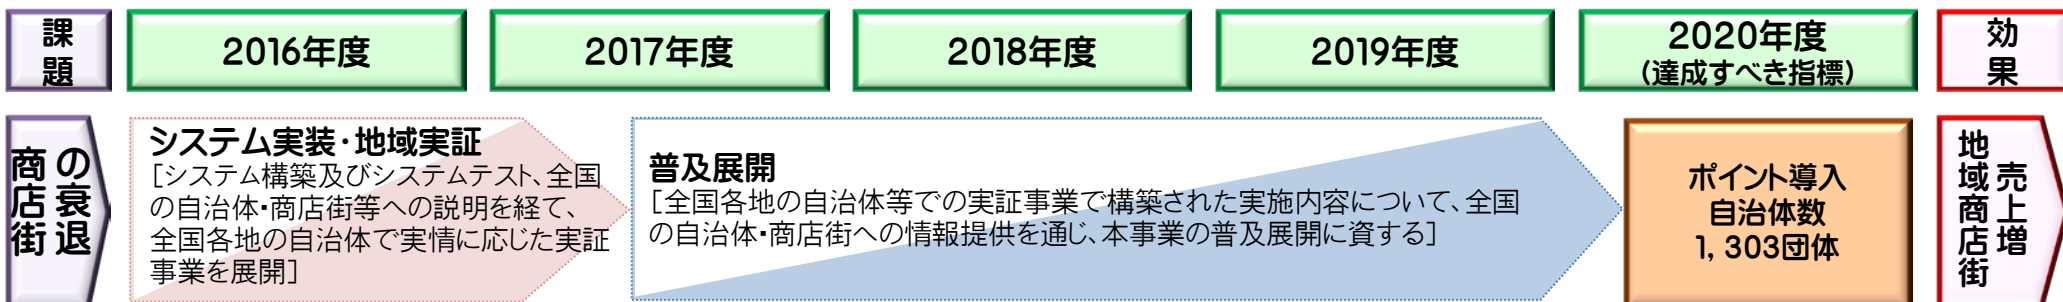 課題
2016年度
2017年度
2018年度
2019年度
2020年度
(達成すべき指標)
効果
商店街
の衰退
システム実装・地域実証
[システム構築及びシステムテスト、全国
の自治体・商店街等への説明を経て、
全国各地の自治体で実情に応じた実証
事業を展開]
普及展開
[全国各地の自治体等での実証事業で構築された実施内容について、全国
の自治体・商店街への情報提供を通じ、本事業の普及展開に資する]
ポイント導入
自治体数
1,303団体
地域商店街
売上増